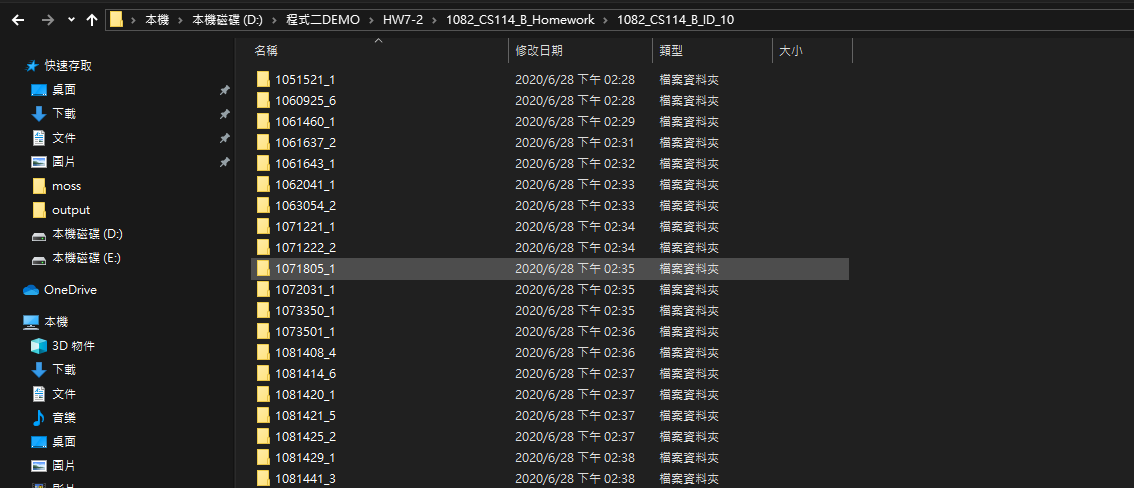 本機 › 本機磁碟 (D:) › 程式二DEMO › HW7-2 › 1082_CS114_B_Homework › 1082_CS114_B_ID_10
名稱 修改日期 類型 大小
快速存取
桌面
下載
文件
圖片
moss
output
本機磁碟 (D:)
本機磁碟 (E:)
OneDrive
本機
3D 物件
下載
文件
音樂
桌面
圖片
1051521_1 2020/6/28 下午 02:28 檔案資料夾
1060925_6 2020/6/28 下午 02:28 檔案資料夾
1061460_1 2020/6/28 下午 02:29 檔案資料夾
1061637_2 2020/6/28 下午 02:31 檔案資料夾
1061643_1 2020/6/28 下午 02:32 檔案資料夾
1062041_1 2020/6/28 下午 02:33 檔案資料夾
1063054_2 2020/6/28 下午 02:33 檔案資料夾
1071221_1 2020/6/28 下午 02:34 檔案資料夾
1071222_2 2020/6/28 下午 02:34 檔案資料夾
1071805_1 2020/6/28 下午 02:35 檔案資料夾
1072031_1 2020/6/28 下午 02:35 檔案資料夾
1073350_1 2020/6/28 下午 02:35 檔案資料夾
1073501_1 2020/6/28 下午 02:36 檔案資料夾
1081408_4 2020/6/28 下午 02:36 檔案資料夾
1081414_6 2020/6/28 下午 02:37 檔案資料夾
1081420_1 2020/6/28 下午 02:37 檔案資料夾
1081421_5 2020/6/28 下午 02:37 檔案資料夾
1081425_2 2020/6/28 下午 02:37 檔案資料夾
1081429_1 2020/6/28 下午 02:38 檔案資料夾
1081441_3 2020/6/28 下午 02:38 檔案資料夾